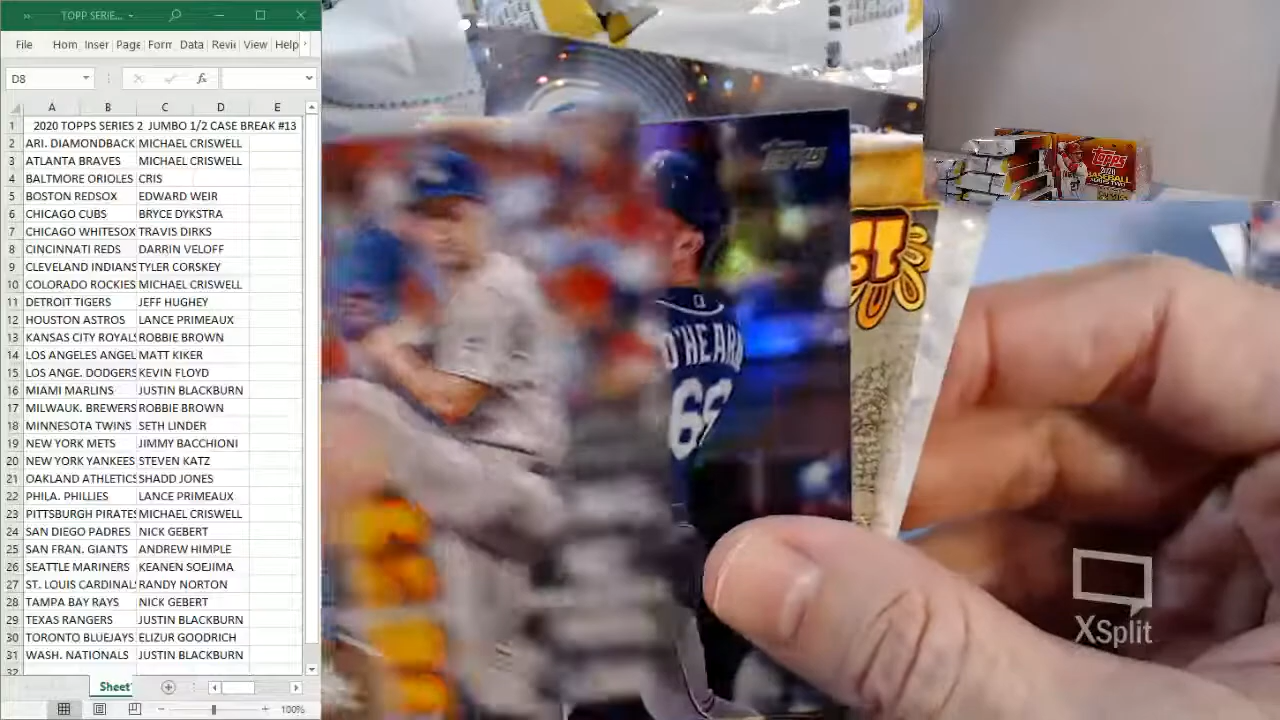 TOPP SERIE...
File Hom Inser Page Forr Data Revi View Help
D8
fx
A B C D E
1 2020 TOPPS SERIES 2 JUMBO 1/2 CASE BREAK #13
2 ARI. DIAMONDBACK MICHAEL CRISWELL
3 ATLANTA BRAVES MICHAEL CRISWELL
4 BALTMORE ORIOLES CRIS
5 BOSTON REDSOX EDWARD WEIR
6 CHICAGO CUBS BRYCE DYKSTRA
7 CHICAGO WHITESOX TRAVIS DIRKS
8 CINCINNATI REDS DARRIN VELOFF
9 CLEVELAND INDIANS TYLER CORSKEY
10 COLORADO ROCKIES MICHAEL CRISWELL
11 DETROIT TIGERS JEFF HUGHEY
12 HOUSTON ASTROS LANCE PRIMEAUX
13 KANSAS CITY ROYALS ROBBIE BROWN
14 LOS ANGELES ANGEL MATT KIKER
15 LOS ANGE. DODGERS KEVIN FLOYD
16 MIAMI MARLINS JUSTIN BLACKBURN
17 MILWAUK. BREWERS ROBBIE BROWN
18 MINNESOTA TWINS SETH LINDER
19 NEW YORK METS JIMMY BACCHIONI
20 NEW YORK YANKEES STEVEN KATZ
21 OAKLAND ATHLETICS SHADD JONES
22 PHILA. PHILLIES LANCE PRIMEAUX
23 PITTSBURGH PIRATES MICHAEL CRISWELL
24 SAN DIEGO PADRES NICK GEBERT
25 SAN FRAN. GIANTS ANDREW HIMPLE
26 SEATTLE MARINERS KEANEN SOEJIMA
27 ST. LOUIS CARDINALS RANDY NORTON
28 TAMPA BAY RAYS NICK GEBERT
29 TEXAS RANGERS JUSTIN BLACKBURN
30 TORONTO BLUEJAYS ELIZUR GOODRICH
31 WASH. NATIONALS JUSTIN BLACKBURN
Sheet
100%
Topps
O'HEARN
66
Topps
2020
BASEBALL
XSplit